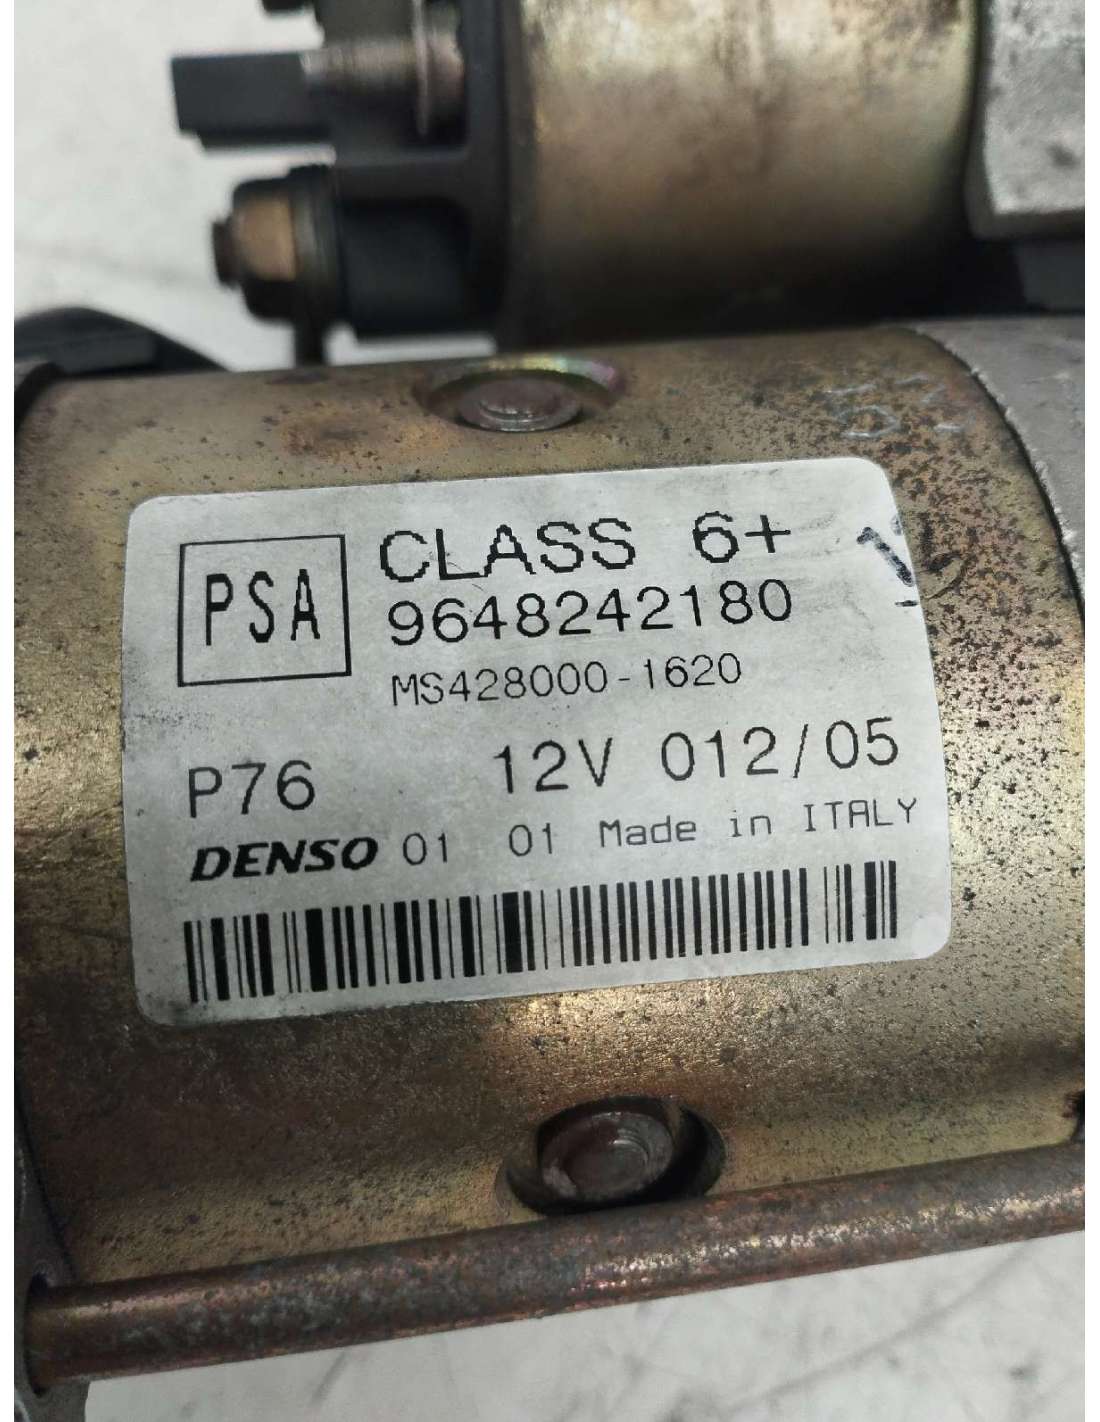 PSA
CLASS 6+
9648242180
MS428000-1620
P76 12V 012/05
DENSO 01 01 Made in ITALY